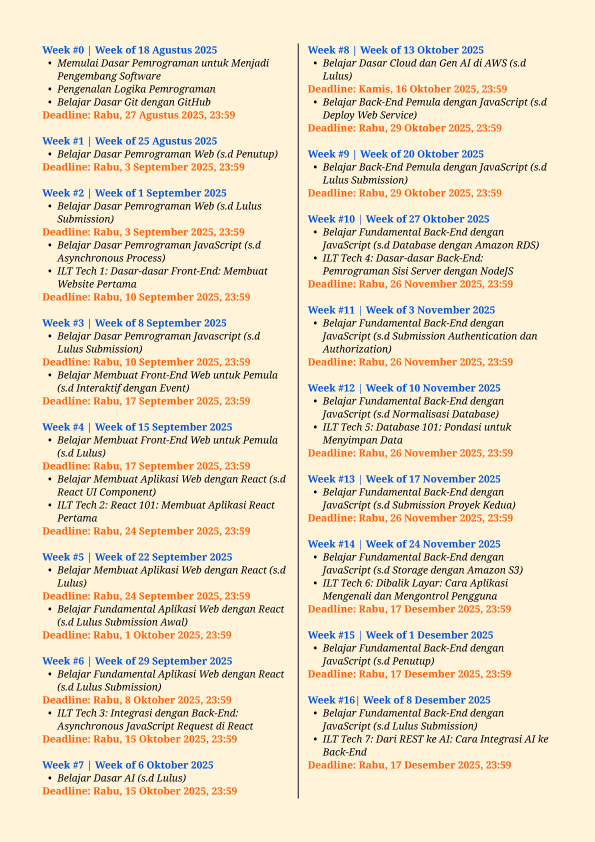 Week #0 | Week of 18 Agustus 2025
• Memulai Dasar Pemrograman untuk Menjadi
Pengembang Software
• Pengenalan Logika Pemrograman
• Belajar Dasar Git dengan GitHub
Deadline: Rabu, 27 Agustus 2025, 23:59
Week #1 | Week of 25 Agustus 2025
• Belajar Dasar Pemrograman Web (s.d Penutup)
Deadline: Rabu, 3 September 2025, 23:59
Week #2 | Week of 1 September 2025
• Belajar Dasar Pemrograman Web (s.d Lulus
Submission)
Deadline: Rabu, 3 September 2025, 23:59
• Belajar Dasar Pemrograman JavaScript (s.d
Asynchronous Process)
• ILT Tech 1: Dasar-dasar Front-End: Membuat
Website Pertama
Deadline: Rabu, 10 September 2025, 23:59
Week #3 | Week of 8 September 2025
• Belajar Dasar Pemrograman Javascript (s.d
Lulus Submission)
Deadline: Rabu, 10 September 2025, 23:59
• Belajar Membuat Front-End Web untuk Pemula
(s.d Interaktif dengan Event)
Deadline: Rabu, 17 September 2025, 23:59
Week #4 | Week of 15 September 2025
• Belajar Membuat Front-End Web untuk Pemula
(s.d Lulus)
Deadline: Rabu, 17 September 2025, 23:59
• Belajar Membuat Aplikasi Web dengan React (s.d
React UI Component)
• ILT Tech 2: React 101: Membuat Aplikasi React
Pertama
Deadline: Rabu, 24 September 2025, 23:59
Week #5 | Week of 22 September 2025
• Belajar Membuat Aplikasi Web dengan React (s.d
Lulus)
Deadline: Rabu, 24 September 2025, 23:59
• Belajar Fundamental Aplikasi Web dengan React
(s.d Lulus Submission Awal)
Deadline: Rabu, 1 Oktober 2025, 23:59
Week #6 | Week of 29 September 2025
• Belajar Fundamental Aplikasi Web dengan React
(s.d Lulus Submission)
Deadline: Rabu, 8 Oktober 2025, 23:59
• ILT Tech 3: Integrasi dengan Back-End:
Asynchronous JavaScript Request di React
Deadline: Rabu, 15 Oktober 2025, 23:59
Week #7 | Week of 6 Oktober 2025
• Belajar Dasar AI (s.d Lulus)
Deadline: Rabu, 15 Oktober 2025, 23:59
Week #8 | Week of 13 Oktober 2025
• Belajar Dasar Cloud dan Gen AI di AWS (s.d
Lulus)
Deadline: Kamis, 16 Oktober 2025, 23:59
• Belajar Back-End Pemula dengan JavaScript (s.d
Deploy Web Service)
Deadline: Rabu, 29 Oktober 2025, 23:59
Week #9 | Week of 20 Oktober 2025
• Belajar Back-End Pemula dengan JavaScript (s.d
Lulus Submission)
Deadline: Rabu, 29 Oktober 2025, 23:59
Week #10 | Week of 27 Oktober 2025
• Belajar Fundamental Back-End dengan
JavaScript (s.d Database dengan Amazon RDS)
• ILT Tech 4: Dasar-dasar Back-End:
Pemrograman Sisi Server dengan NodeJS
Deadline: Rabu, 26 November 2025, 23:59
Week #11 | Week of 3 November 2025
• Belajar Fundamental Back-End dengan
JavaScript (s.d Submission Authentication dan
Authorization)
Deadline: Rabu, 26 November 2025, 23:59
Week #12 | Week of 10 November 2025
• Belajar Fundamental Back-End dengan
JavaScript (s.d Normalisasi Database)
• ILT Tech 5: Database 101: Pondasi untuk
Menyimpan Data
Deadline: Rabu, 26 November 2025, 23:59
Week #13 | Week of 17 November 2025
• Belajar Fundamental Back-End dengan
JavaScript (s.d Submission Proyek Kedua)
Deadline: Rabu, 26 November 2025, 23:59
Week #14 | Week of 24 November 2025
• Belajar Fundamental Back-End dengan
JavaScript (s.d Storage dengan Amazon S3)
• ILT Tech 6: Dibalik Layar: Cara Aplikasi
Mengenali dan Mengontrol Pengguna
Deadline: Rabu, 17 Desember 2025, 23:59
Week #15 | Week of 1 Desember 2025
• Belajar Fundamental Back-End dengan
JavaScript (s.d Penutup)
Deadline: Rabu, 17 Desember 2025, 23:59
Week #16| Week of 8 Desember 2025
• Belajar Fundamental Back-End dengan
JavaScript (s.d Lulus Submission)
• ILT Tech 7: Dari REST ke AI: Cara Integrasi AI ke
Back-End
Deadline: Rabu, 17 Desember 2025, 23:59